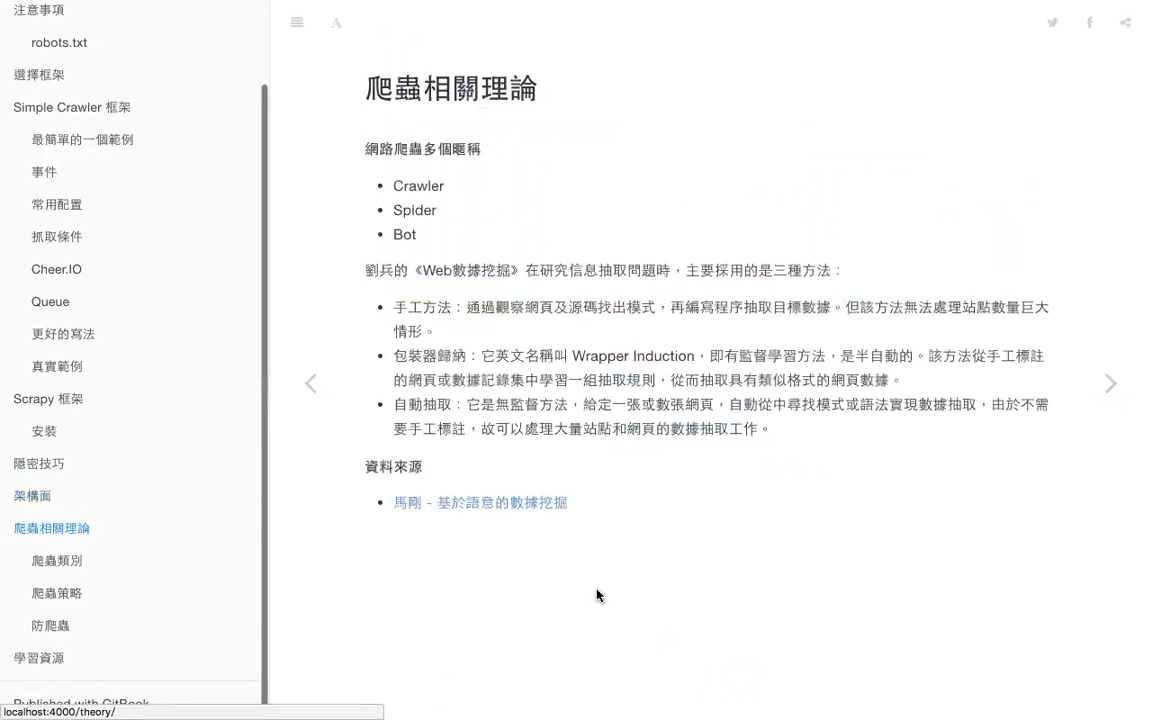 注意事項
robots.txt
選擇框架
Simple Crawler 框架
最簡單的一個範例
事件
常用配置
抓取條件
Cheer.IO
Queue
更好的寫法
真實範例
Scrapy 框架
安裝
隱密技巧
架構面
爬蟲相關理論
爬蟲類別
爬蟲策略
防爬蟲
學習資源
Published with GitBook
localhost:4000/theory/
A
爬蟲相關理論
網路爬蟲多個暱稱
• Crawler
• Spider
• Bot
劉兵的《Web數據挖掘》在研究信息抽取問題時，主要採用的是三種方法：
• 手工方法：通過觀察網頁及源碼找出模式，再編寫程序抽取目標數據。但該方法無法處理站點數量巨大
情形。
• 包裝器歸納：它英文名稱叫 Wrapper Induction，即有監督學習方法，是半自動的。該方法從手工標註
的網頁或數據記錄集中學習一組抽取規則，從而抽取具有類似格式的網頁數據。
• 自動抽取：它是無監督方法，給定一張或數張網頁，自動從中尋找模式或語法實現數據抽取，由於不需
要手工標註，故可以處理大量站點和網頁的數據抽取工作。
資料來源
• 馬剛 - 基於語意的數據挖掘